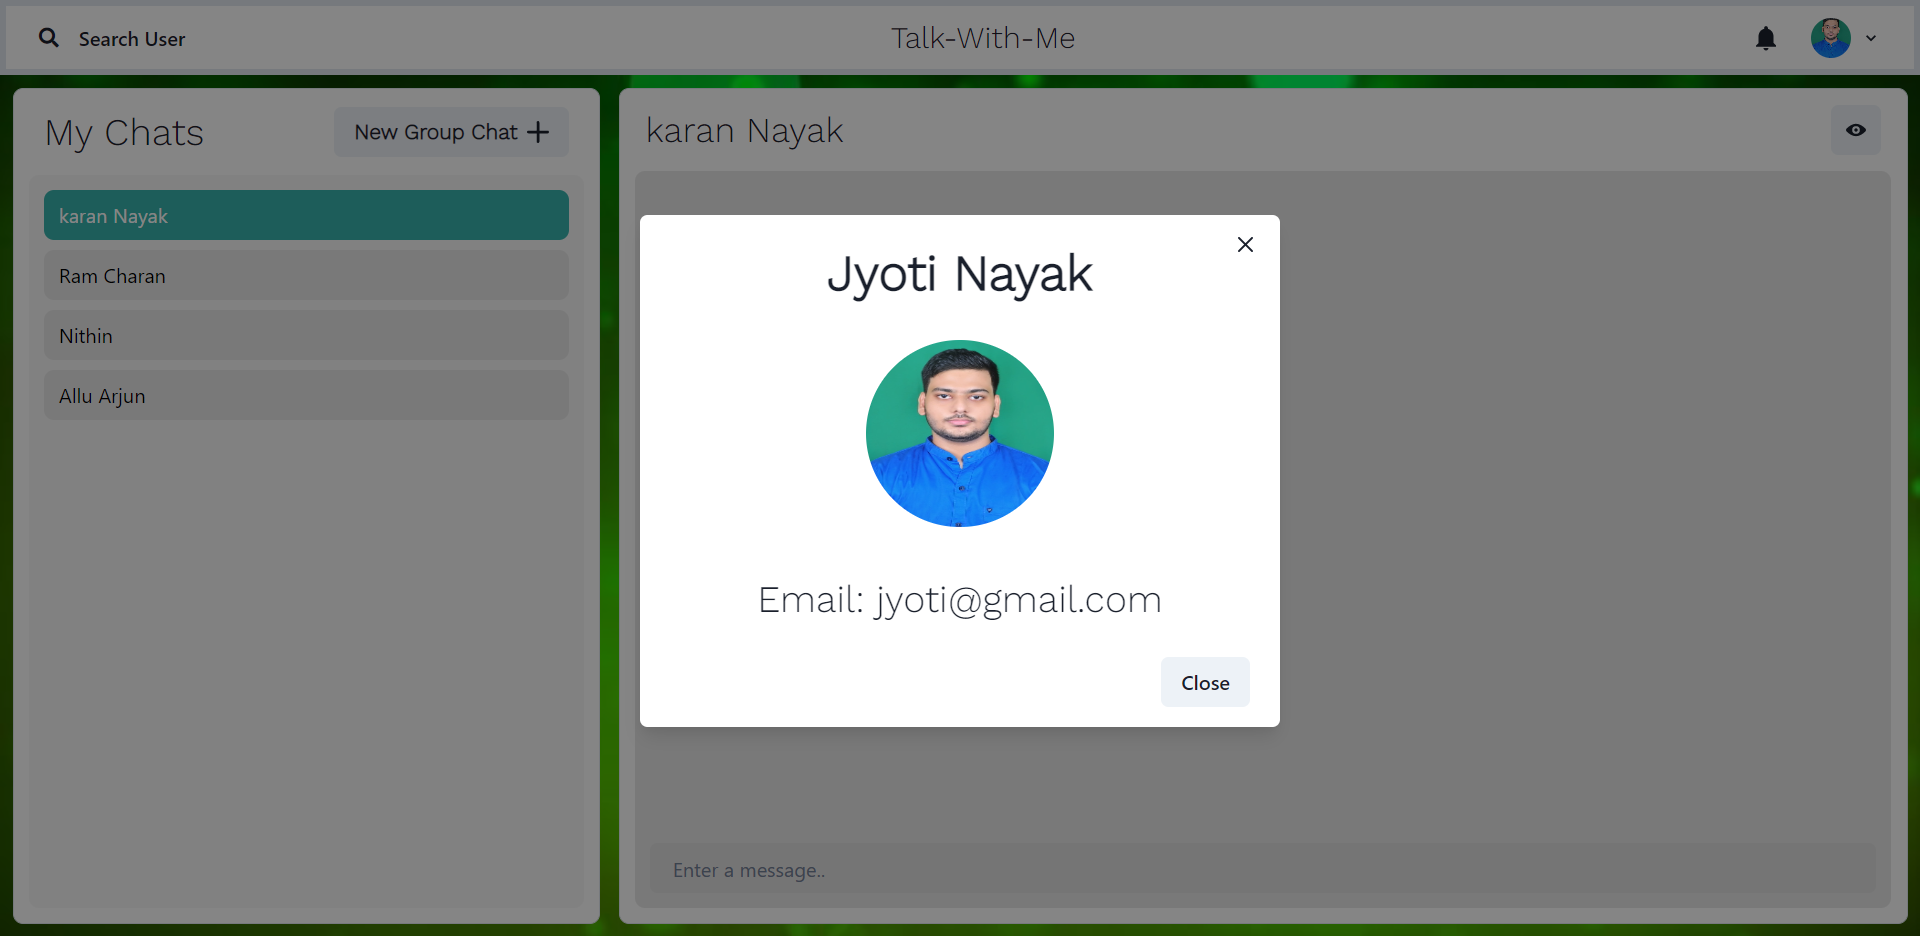 Search User
Talk-With-Me
My Chats
New Group Chat
karan Nayak
Ram Charan
Nithin
Allu Arjun
karan Nayak
Jyoti Nayak
Email: jyoti@gmail.com
Close
Enter a message..